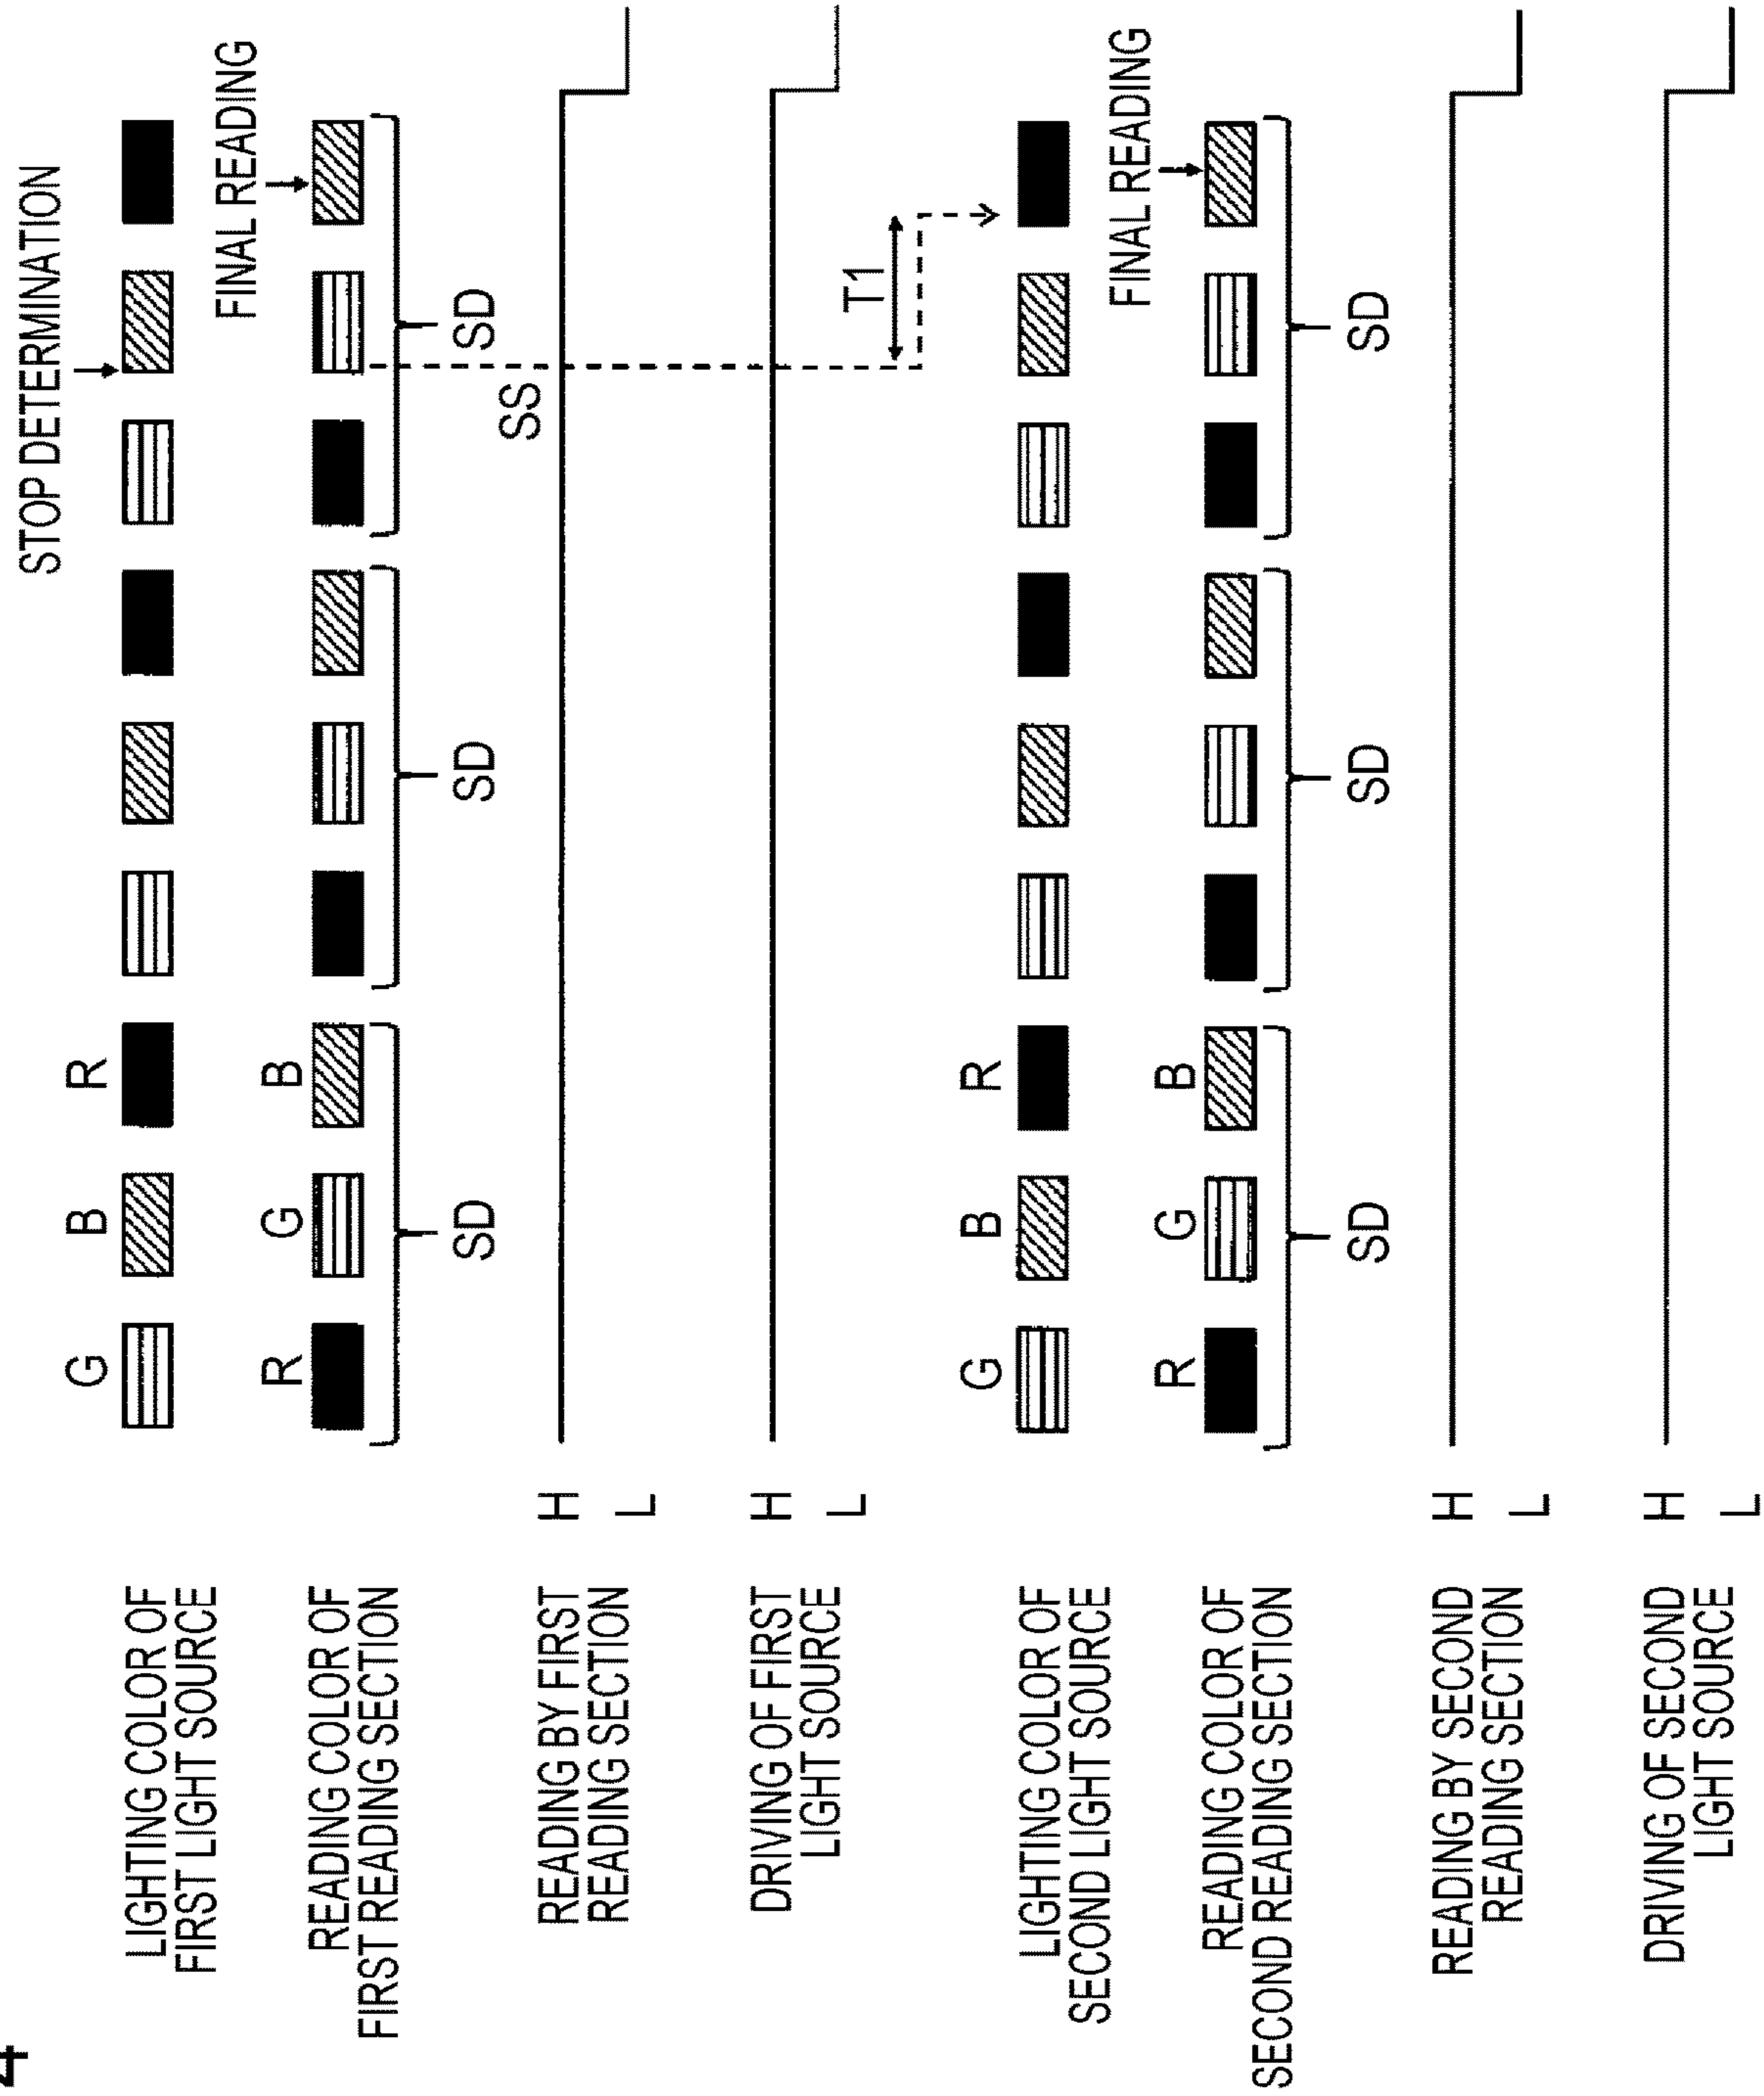 4
STOP DETERMINATION
G B R
LIGHTING COLOR OF
FIRST LIGHT SOURCE
FINAL READING
R G B
READING COLOR OF
FIRST READING SECTION
SD SD SD
SS
READING BY FIRST
READING SECTION
H
L
DRIVING OF FIRST
LIGHT SOURCE
H
L
T1
G B R
LIGHTING COLOR OF
SECOND LIGHT SOURCE
FINAL READING
R G B
READING COLOR OF
SECOND READING SECTION
SD SD SD
READING BY SECOND
READING SECTION
H
L
DRIVING OF SECOND
LIGHT SOURCE
H
L